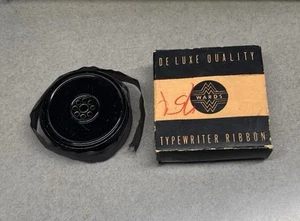 DE LUXE QUALITY
WARDS
TYPEWRITER RIBBON